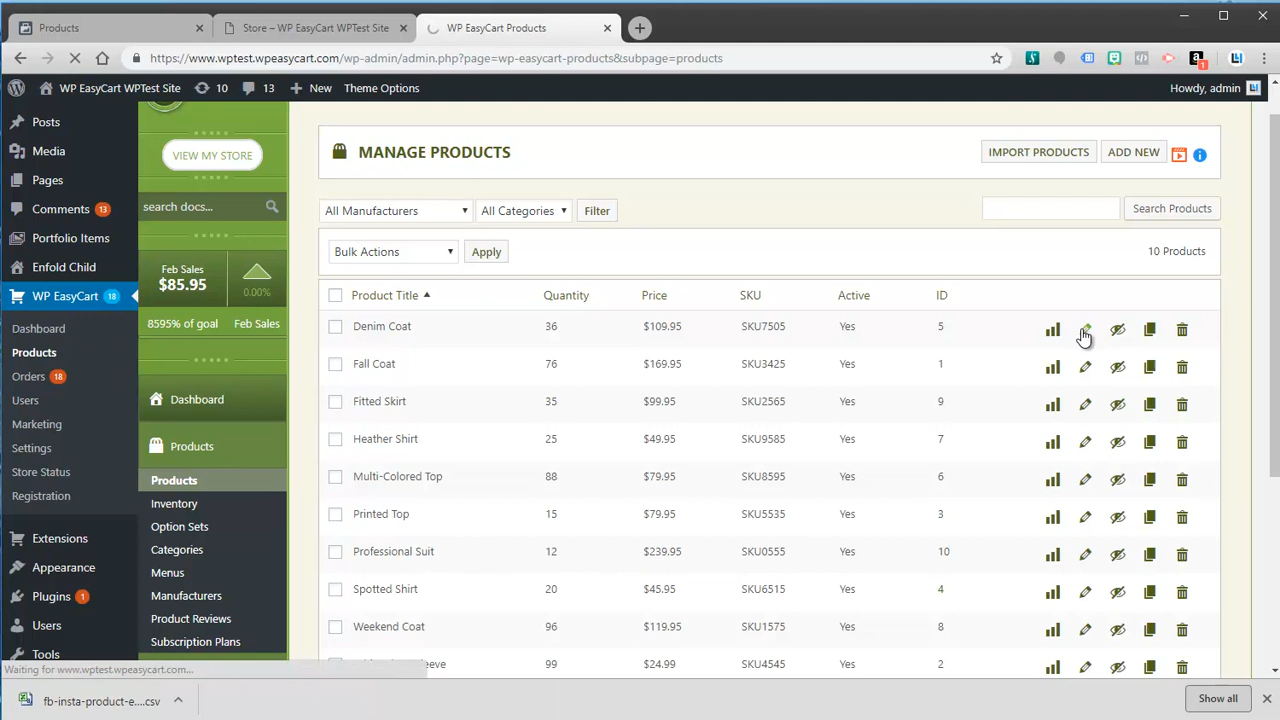 Products
Store – WP EasyCart WPTest Site
WP EasyCart Products
https://www.wptest.wpeasycart.com/wp-admin/admin.php?page=wp-easycart-products&subpage=products
WP EasyCart WPTest Site
10
13
New
Theme Options
Howdy, admin
Posts
Media
Pages
Comments 13
Portfolio Items
Enfold Child
WP EasyCart 18
Dashboard
Products
Orders 18
Users
Marketing
Settings
Store Status
Registration
Extensions
Appearance
Plugins 1
Users
Tools
VIEW MY STORE
search docs...
Feb Sales
$85.95
0.00%
8595% of goal
Feb Sales
Dashboard
Products
Products
Inventory
Option Sets
Categories
Menus
Manufacturers
Product Reviews
Subscription Plans
MANAGE PRODUCTS
IMPORT PRODUCTS
ADD NEW
All Manufacturers
All Categories
Filter
Search Products
Bulk Actions
Apply
10 Products
Product Title Quantity Price SKU Active ID
Denim Coat 36 $109.95 SKU7505 Yes 5
Fall Coat 76 $169.95 SKU3425 Yes 1
Fitted Skirt 35 $99.95 SKU2565 Yes 9
Heather Shirt 25 $49.95 SKU9585 Yes 7
Multi-Colored Top 88 $79.95 SKU8595 Yes 6
Printed Top 15 $79.95 SKU5535 Yes 3
Professional Suit 12 $239.95 SKU0555 Yes 10
Spotted Shirt 20 $45.95 SKU6515 Yes 4
Weekend Coat 96 $119.95 SKU1575 Yes 8
99 $24.99 SKU4545 Yes 2
Waiting for www.wptest.wpeasycart.com...
fb-insta-product-e....csv
Show all